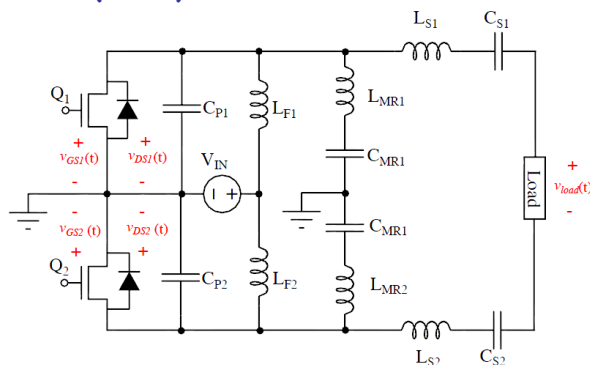 L_S1
C_S1
Q_1
C_P1
L_F1
L_MR1
+ +
v_GS1(t) v_DS1(t)
- -
V_IN
- +
C_MR1
Load
+
v_load(t)
-
- -
v_GS2 (t) v_DS2 (t)
+ +
C_MR1
Q_2
C_P2
L_F2
L_MR2
L_S2
C_S2